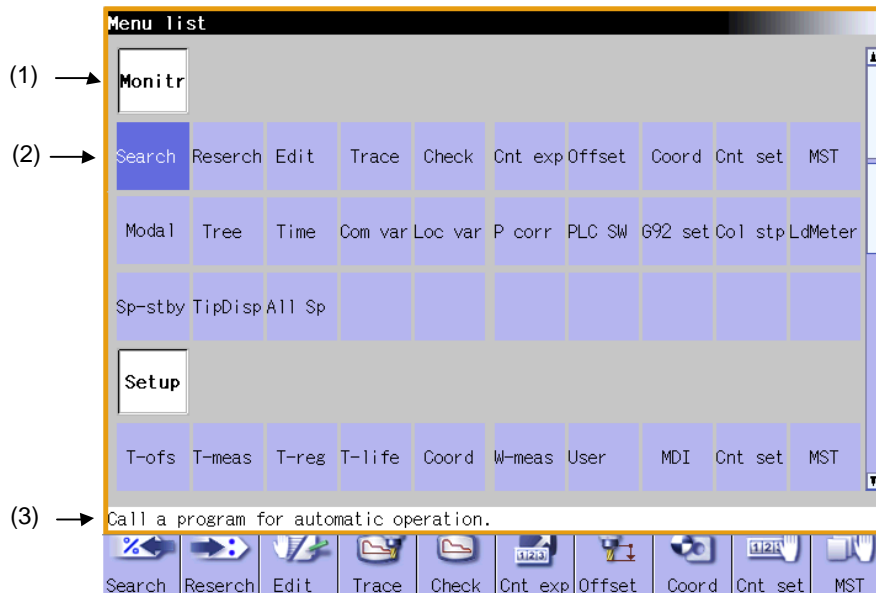 Menu list
(1)
Monitr
(2)
Search Reserch Edit Trace Check Cnt exp Offset Coord Cnt set MST
Modal Tree Time Com var Loc var P corr PLC SW G92 set Col stp LdMeter
Sp-stby TipDisp All Sp
Setup
T-ofs T-meas T-reg T-life Coord W-meas User MDI Cnt set MST
(3)
Call a program for automatic operation.
Search Reserch Edit Trace Check Cnt exp Offset Coord Cnt set MST